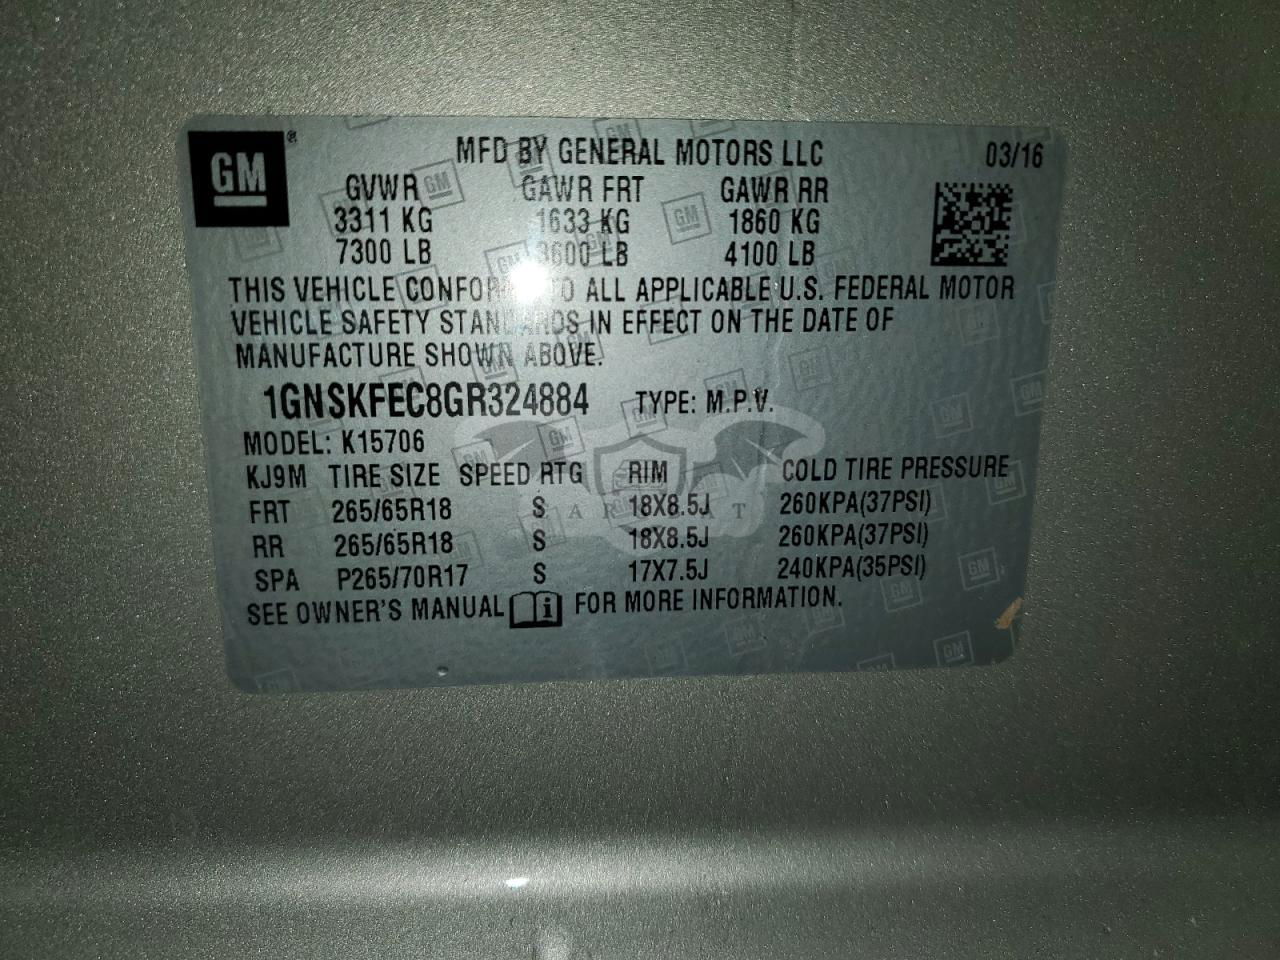 GM®
MFD BY GENERAL MOTORS LLC 03/16
GVWR GAWR FRT GAWR RR
3311 KG 1633 KG 1860 KG
7300 LB 3600 LB 4100 LB
THIS VEHICLE CONFORMS TO ALL APPLICABLE U.S. FEDERAL MOTOR
VEHICLE SAFETY STANDARDS IN EFFECT ON THE DATE OF
MANUFACTURE SHOWN ABOVE.
1GNSKFEC8GR324884 TYPE: M.P.V.
MODEL: K15706
KJ9M TIRE SIZE SPEED RTG RIM COLD TIRE PRESSURE
FRT 265/65R18 S 18X8.5J 260KPA(37PSI)
RR 265/65R18 S 18X8.5J 260KPA(37PSI)
SPA P265/70R17 S 17X7.5J 240KPA(35PSI)
SEE OWNER'S MANUAL i FOR MORE INFORMATION.